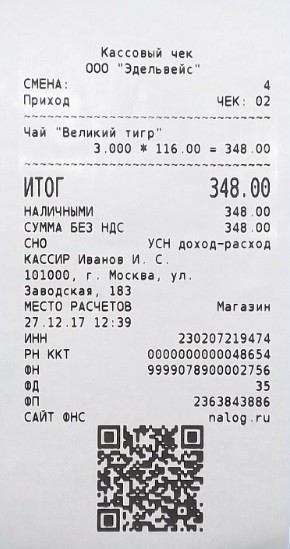 Кассовый чек
ООО "Эдельвейс"
СМЕНА: 4
Приход ЧЕК: 02
~~~~~~~~~~~~~~~~~~~~~~~~~~~~~~~~
Чай "Великий тигр"
3.000 * 116.00 = 348.00
~~~~~~~~~~~~~~~~~~~~~~~~~~~~~~~~
ИТОГ 348.00
НАЛИЧНЫМИ 348.00
СУММА БЕЗ НДС 348.00
СНО УСН доход-расход
КАССИР Иванов И. С.
101000, г. Москва, ул.
Заводская, 183
МЕСТО РАСЧЕТОВ Магазин
27.12.17 12:39
ИНН 230207219474
РН ККТ 0000000000048654
ФН 9999078900002756
ФД 35
ФП 2363843886
САЙТ ФНС nalog.ru